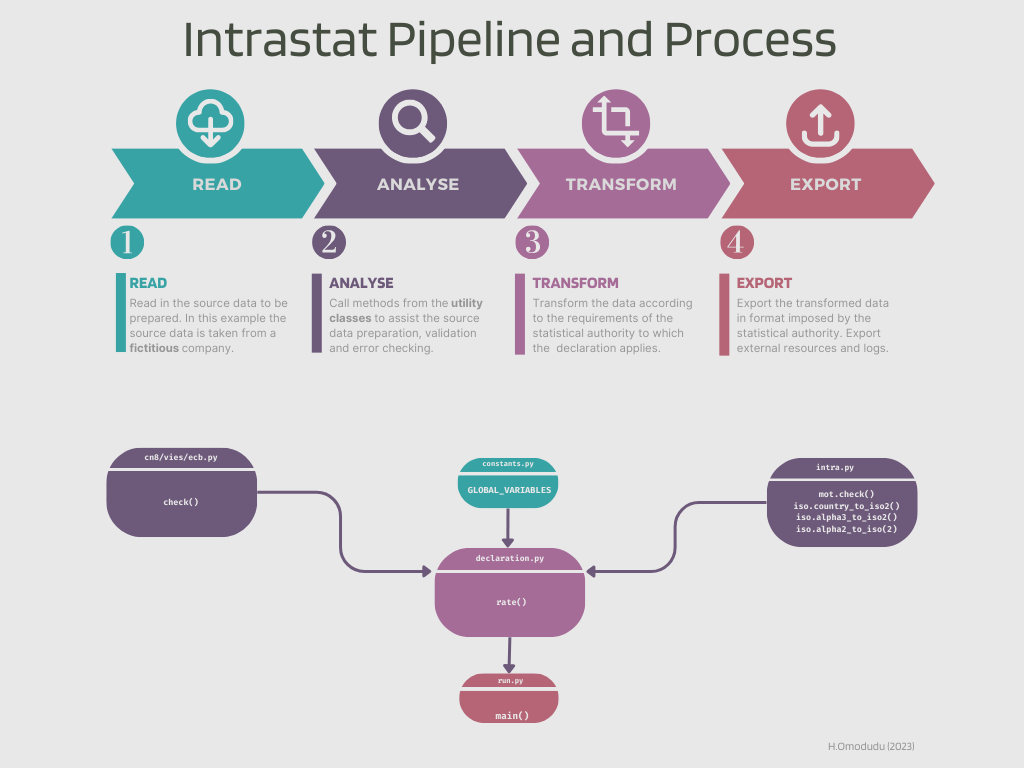 Intrastat Pipeline and Process
READ
ANALYSE
TRANSFORM
EXPORT
1
2
3
4
READ
Read in the source data to be
prepared. In this example the
source data is taken from a
fictitious company.
ANALYSE
Call methods from the utility
classes to assist the source
data preparation, validation
and error checking.
TRANSFORM
Transform the data according
to the requirements of the
statistical authority to which
the declaration applies.
EXPORT
Export the transformed data
in format imposed by the
statistical authority. Export
external resources and logs.
cn8/vies/ecb.py
check()
constants.py
GLOBAL_VARIABLES
intra.py
mot.check()
iso.country_to_iso2()
iso.alpha3_to_iso2()
iso.alpha2_to_iso(2)
declaration.py
rate()
run.py
main()
H.Omodudu (2023)